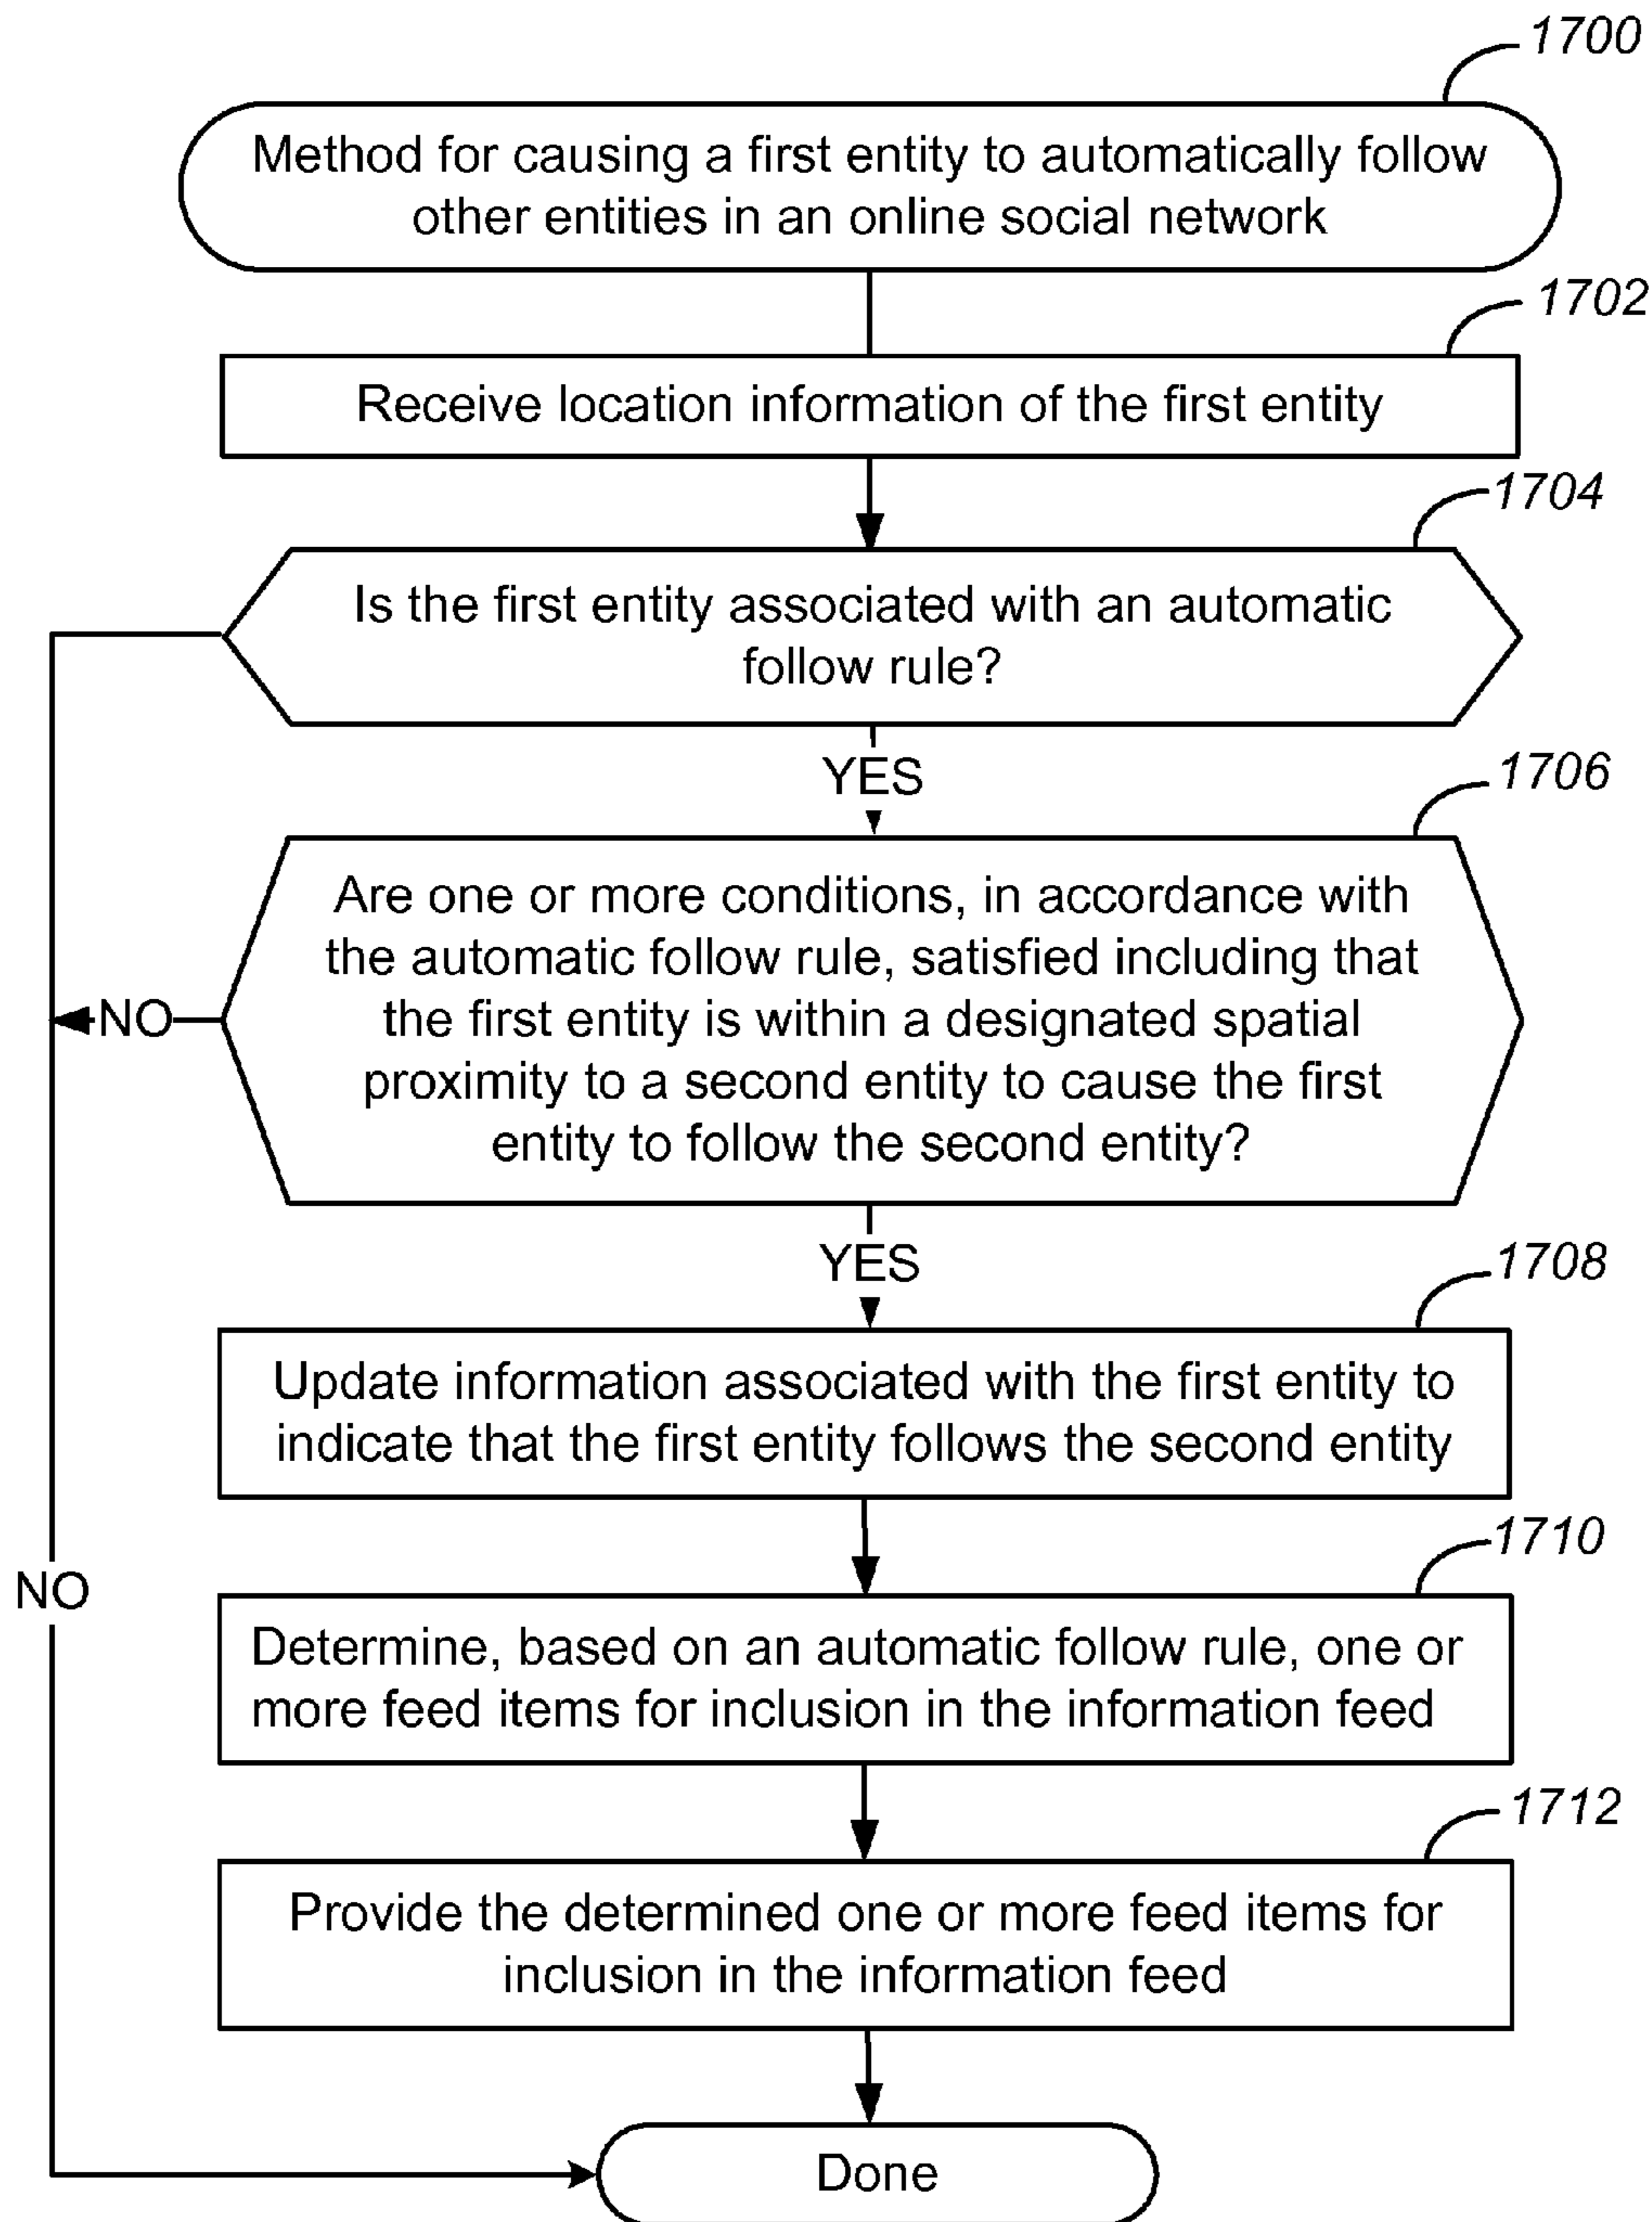 1700
Method for causing a first entity to automatically follow
other entities in an online social network
1702
Receive location information of the first entity
1704
Is the first entity associated with an automatic
follow rule?
YES
1706
Are one or more conditions, in accordance with
the automatic follow rule, satisfied including that
the first entity is within a designated spatial
proximity to a second entity to cause the first
entity to follow the second entity?
NO
YES
1708
Update information associated with the first entity to
indicate that the first entity follows the second entity
1710
NO
Determine, based on an automatic follow rule, one or
more feed items for inclusion in the information feed
1712
Provide the determined one or more feed items for
inclusion in the information feed
Done